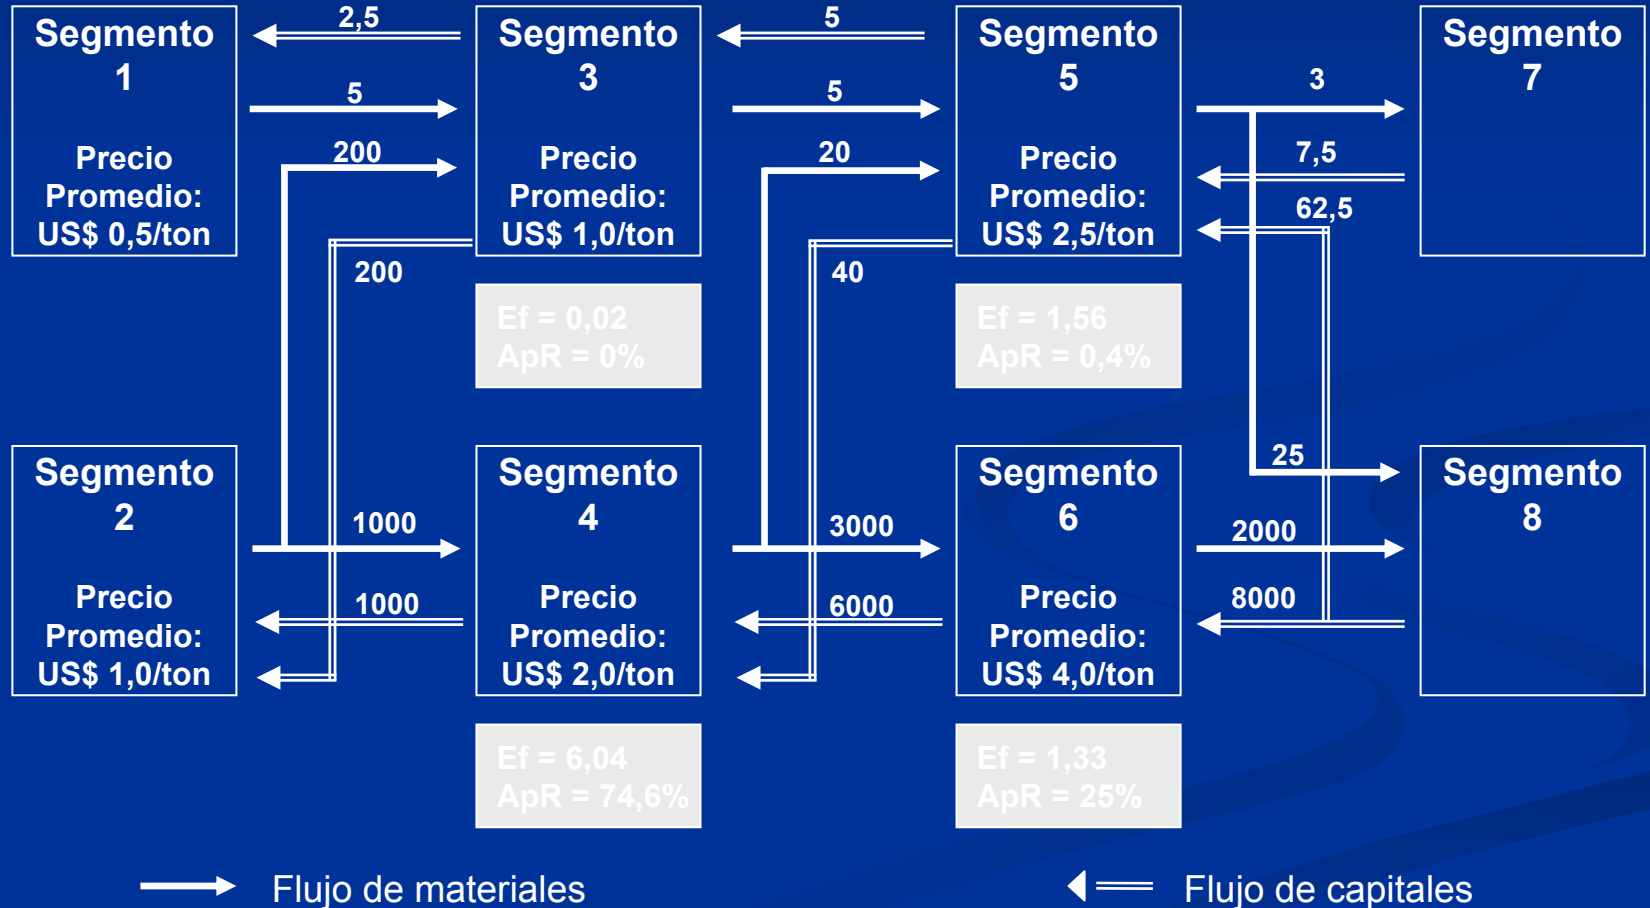 Segmento
1
Precio
Promedio:
US$ 0,5/ton
2,5
5
200
200
Segmento
3
Precio
Promedio:
US$ 1,0/ton
Ef = 0,02
ApR = 0%
5
5
20
40
Segmento
5
Precio
Promedio:
US$ 2,5/ton
Ef = 1,56
ApR = 0,4%
3
7,5
62,5
25
Segmento
7
Segmento
2
Precio
Promedio:
US$ 1,0/ton
1000
1000
Segmento
4
Precio
Promedio:
US$ 2,0/ton
Ef = 6,04
ApR = 74,6%
3000
6000
Segmento
6
Precio
Promedio:
US$ 4,0/ton
Ef = 1,33
ApR = 25%
2000
8000
Segmento
8
Flujo de materiales
Flujo de capitales